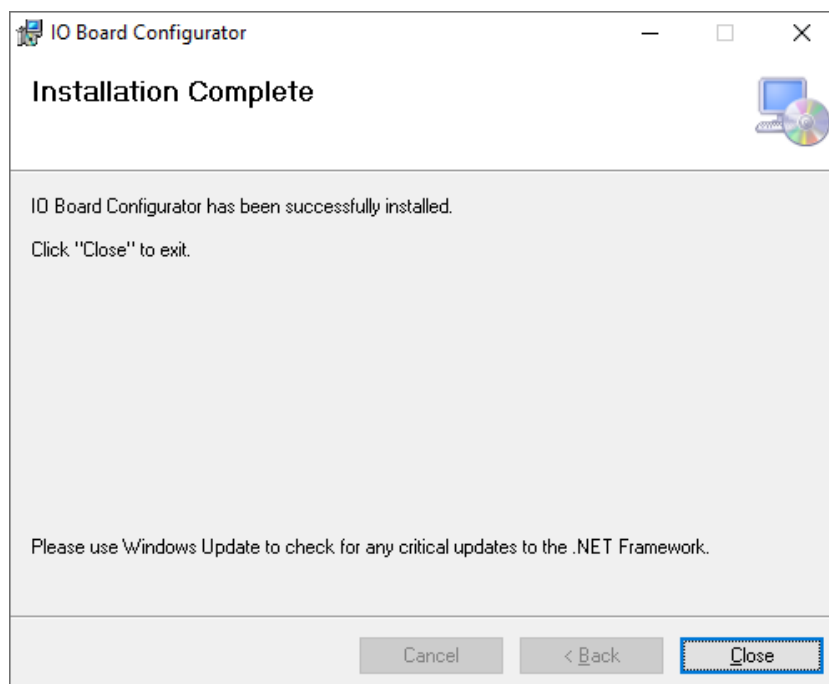 IO Board Configurator
Installation Complete
IO Board Configurator has been successfully installed.
Click "Close" to exit.
Please use Windows Update to check for any critical updates to the .NET Framework.
Cancel
< Back
Close